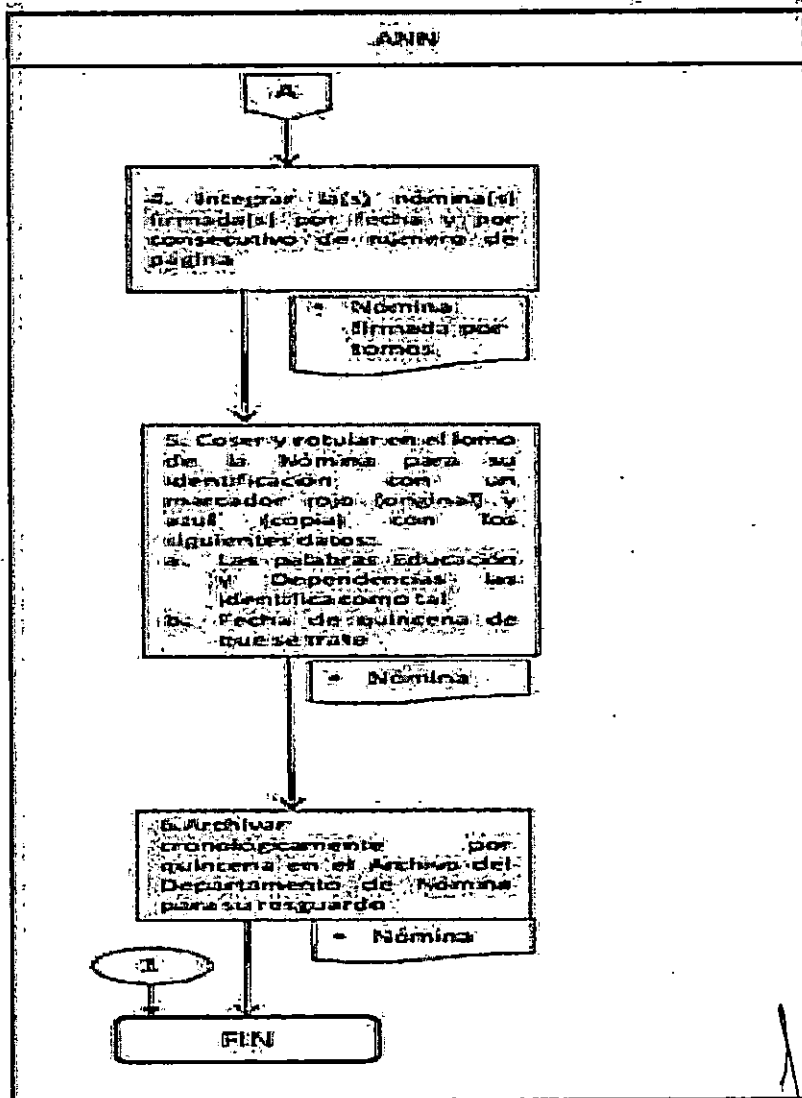 ANN
A
4. Integrar la(s) nómina(s)
firmada(s) por fecha y por
consecutivo de número de
página
• Nómina
firmada por
tomos
5. Coser y rotular en el lomo
de la Nómina para su
identificación con un
marcador rojo (original) y
azul (copia) con los
siguientes datos:
a. Las palabras Educación
y Dependencias las
identifica como tal
b. Fecha de quincena de
que se trate
• Nómina
6. Archivar
cronológicamente por
quincena en el Archivo del
Departamento de Nómina
para su resguardo
• Nómina
1
FIN